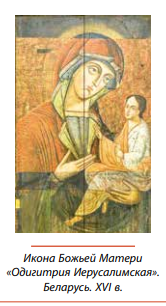 Икона Божьей Матери
«Одигитрия Иерусалимская».
Беларусь. XVI в.